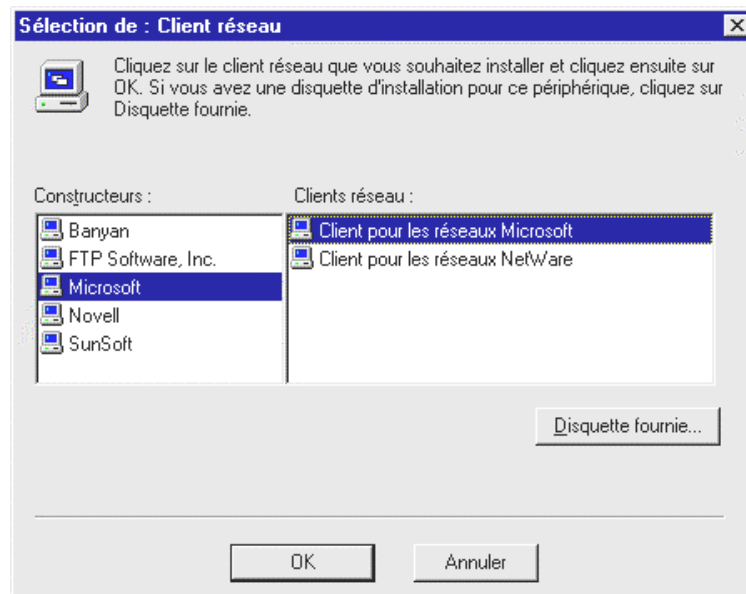 Sélection de : Client réseau
Cliquez sur le client réseau que vous souhaitez installer et cliquez ensuite sur
OK. Si vous avez une disquette d'installation pour ce périphérique, cliquez sur
Disquette fournie.
Constructeurs :
Clients réseau :
Banyan
FTP Software, Inc.
Microsoft
Novell
SunSoft
Client pour les réseaux Microsoft
Client pour les réseaux NetWare
Disquette fournie...
OK
Annuler